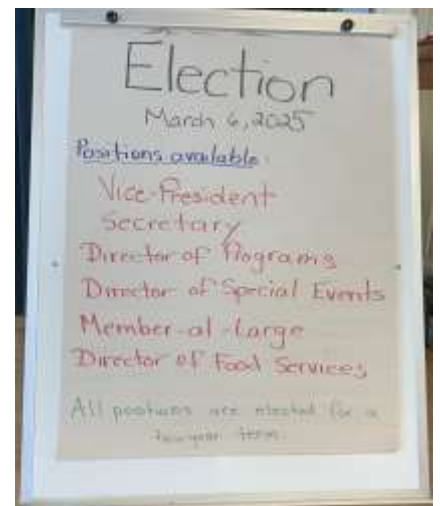 Election
March 6, 2025
Positions available:
Vice-President
Secretary
Director of Programs
Director of Special Events
Member-at-Large
Director of Food Services
All positions are elected for a
two-year term.